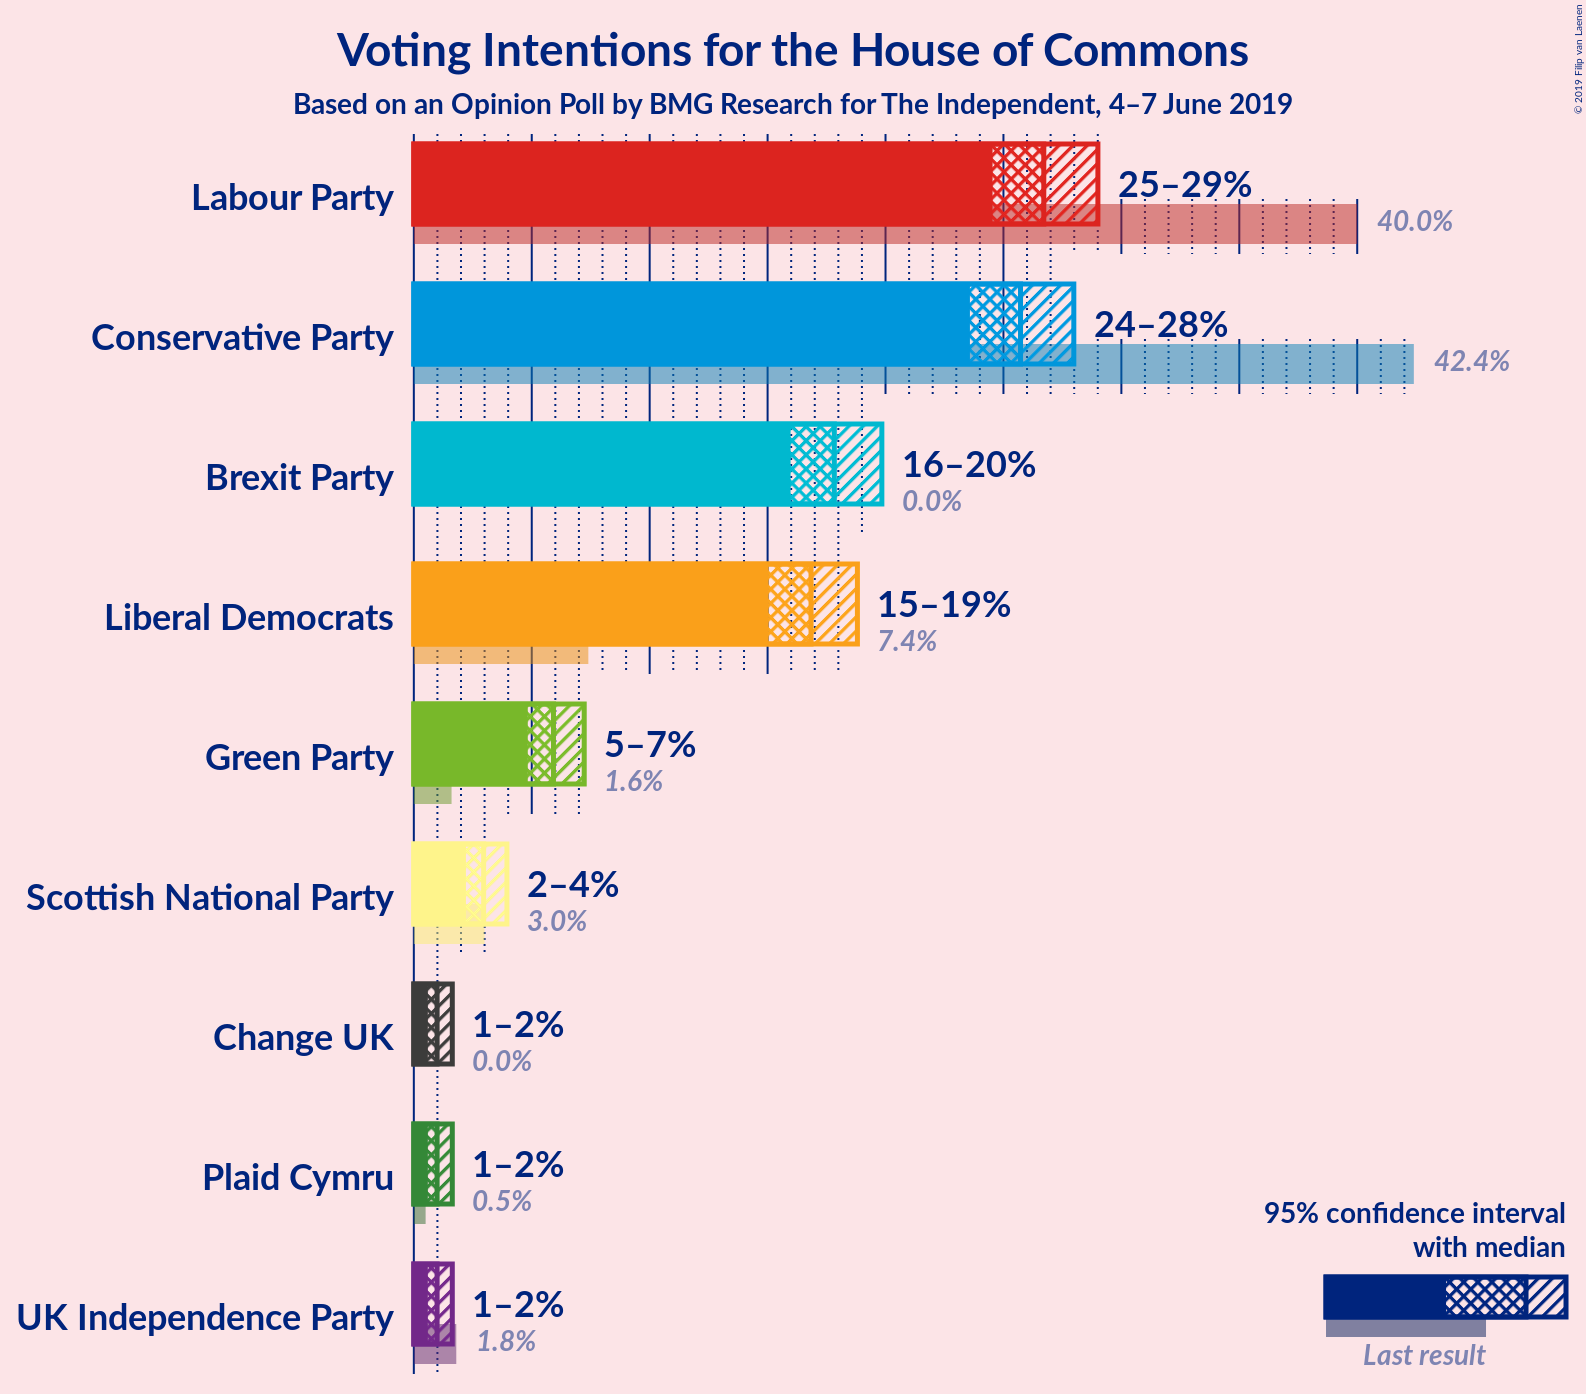 Voting Intentions for the House of Commons
Based on an Opinion Poll by BMG Research for The Independent, 4–7 June 2019
© 2019 Filip van Laenen
Labour Party
25–29%
40.0%
Conservative Party
24–28%
42.4%
Brexit Party
16–20%
0.0%
Liberal Democrats
15–19%
7.4%
Green Party
5–7%
1.6%
Scottish National Party
2–4%
3.0%
Change UK
1–2%
0.0%
Plaid Cymru
1–2%
0.5%
UK Independence Party
1–2%
1.8%
95% confidence interval
with median
Last result